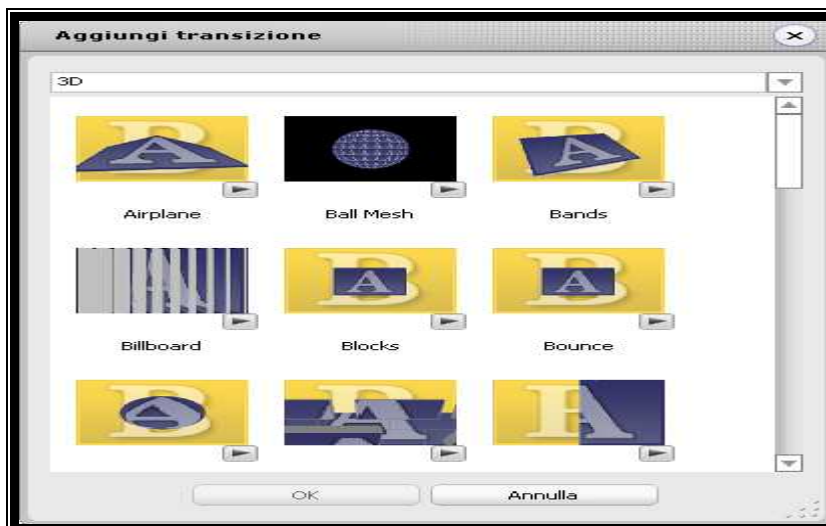 Aggiungi transizione
3D
B A
B A
Airplane
Ball Mesh
Bands
A
B A
B A
Billboard
Blocks
Bounce
B A
A
B A
OK
Annulla